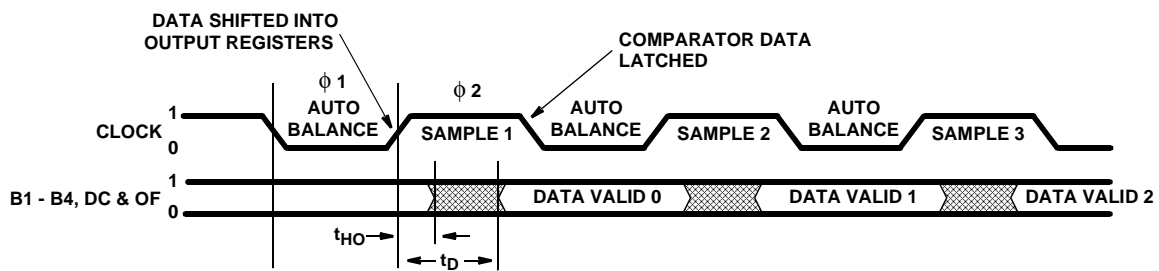 DATA SHIFTED INTO
OUTPUT REGISTERS
COMPARATOR DATA
LATCHED
ϕ 1
ϕ 2
CLOCK
1
0
AUTO
BALANCE
SAMPLE 1
AUTO
BALANCE
SAMPLE 2
AUTO
BALANCE
SAMPLE 3
B1 - B4, DC & OF
1
0
DATA VALID 0
DATA VALID 1
DATA VALID 2
tHO
tD